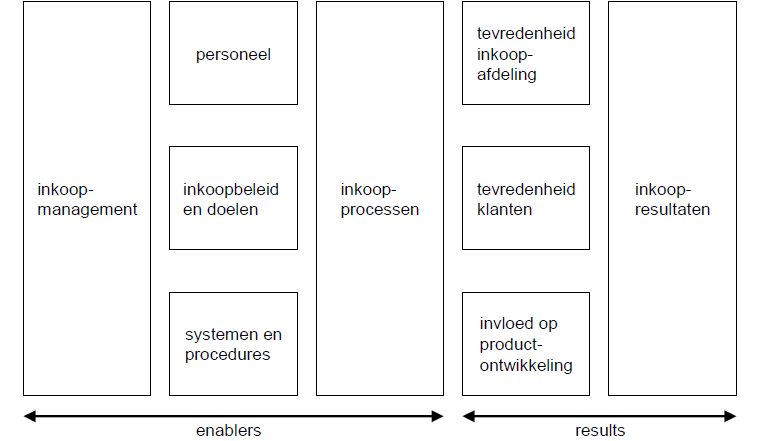 inkoop-
management
personeel
inkoopbeleid
en doelen
systemen en
procedures
inkoop-
processen
tevredenheid
inkoop-
afdeling
tevredenheid
klanten
invloed op
product-
ontwikkeling
inkoop-
resultaten
enablers
results